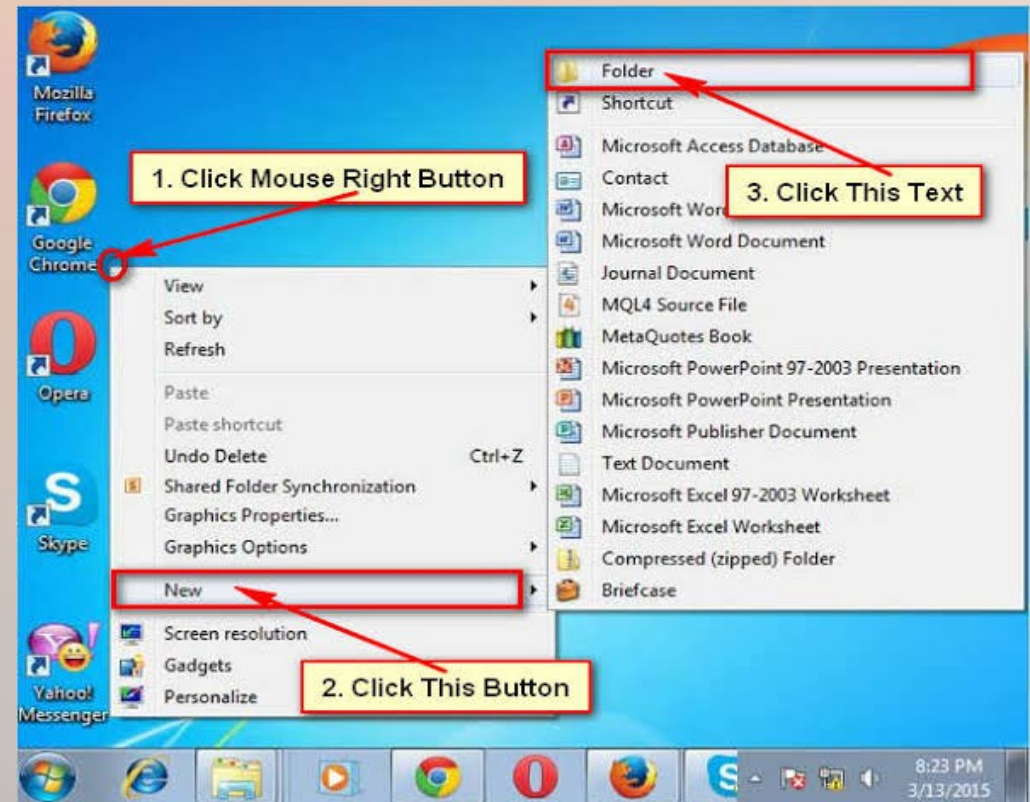 Mozilla
Firefox
Google
Chrome
Opera
Skype
Yahoo!
Messenger
1. Click Mouse Right Button
View
Sort by
Refresh
Paste
Paste shortcut
Undo Delete Ctrl+Z
Shared Folder Synchronization
Graphics Properties...
Graphics Options
New
Screen resolution
Gadgets
Personalize
2. Click This Button
Folder
Shortcut
Microsoft Access Database
Contact
Microsoft Word
Microsoft Word Document
Journal Document
MQL4 Source File
MetaQuotes Book
Microsoft PowerPoint 97-2003 Presentation
Microsoft PowerPoint Presentation
Microsoft Publisher Document
Text Document
Microsoft Excel 97-2003 Worksheet
Microsoft Excel Worksheet
Compressed (zipped) Folder
Briefcase
3. Click This Text
8:23 PM
3/13/2015